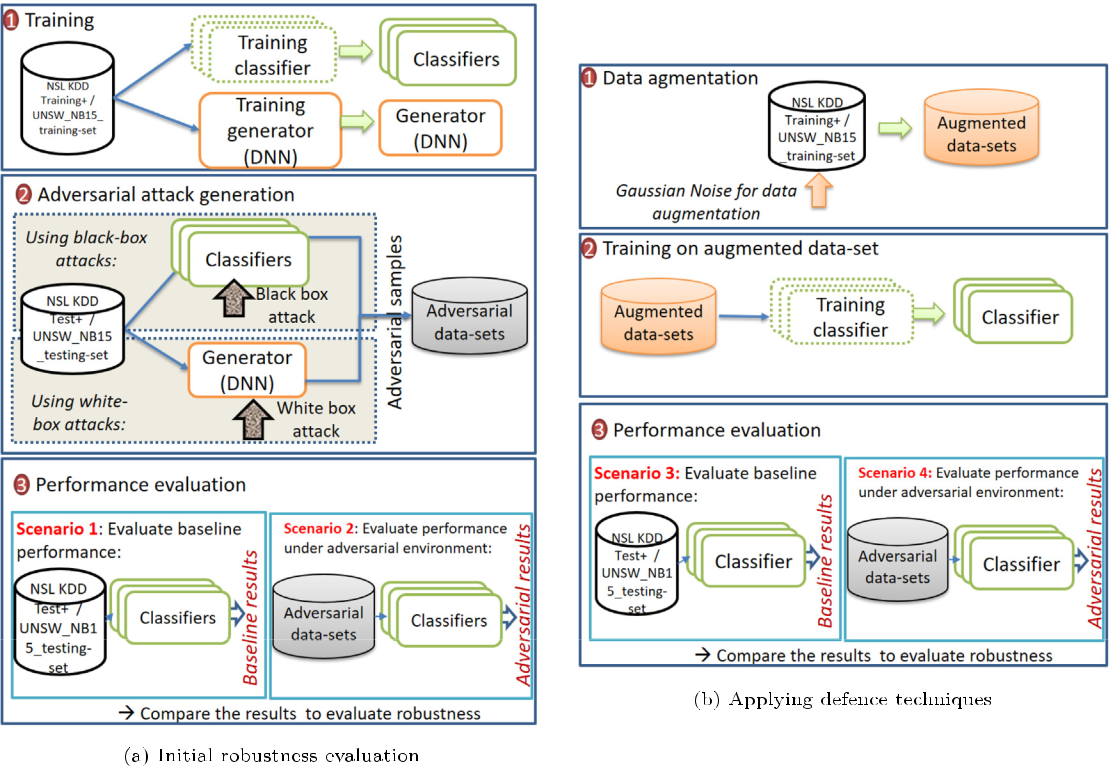 1 Training
NSL KDD
Training+ /
UNSW_NB15_
training-set
Training
classifier
Classifiers
Training
generator
(DNN)
Generator
(DNN)
2 Adversarial attack generation
Using black-box
attacks:
Classifiers
Black box
attack
NSL KDD
Test+ /
UNSW_NB15
_testing-set
Generator
(DNN)
Using white-
box attacks:
White box
attack
Adversarial samples
Adversarial
data-sets
3 Performance evaluation
Scenario 1: Evaluate baseline
performance:
NSL KDD
Test+ /
UNSW_NB1
5_testing-
set
Classifiers
Baseline results
Scenario 2: Evaluate performance
under adversarial environment:
Adversarial
data-sets
Classifiers
Adversarial results
→ Compare the results to evaluate robustness
(a) Initial robustness evaluation
1 Data agmentation
NSL KDD
Training+ /
UNSW_NB15
_training-set
Augmented
data-sets
Gaussian Noise for data
augmentation
2 Training on augmented data-set
Augmented
data-sets
Training
classifier
Classifier
3 Performance evaluation
Scenario 3: Evaluate baseline
performance:
NSL KDD
Test+ /
UNSW_NB1
5_testing-
set
Classifier
Baseline results
Scenario 4: Evaluate performance
under adversarial environment:
Adversarial
data-sets
Classifier
Adversarial results
→ Compare the results to evaluate robustness
(b) Applying defence techniques